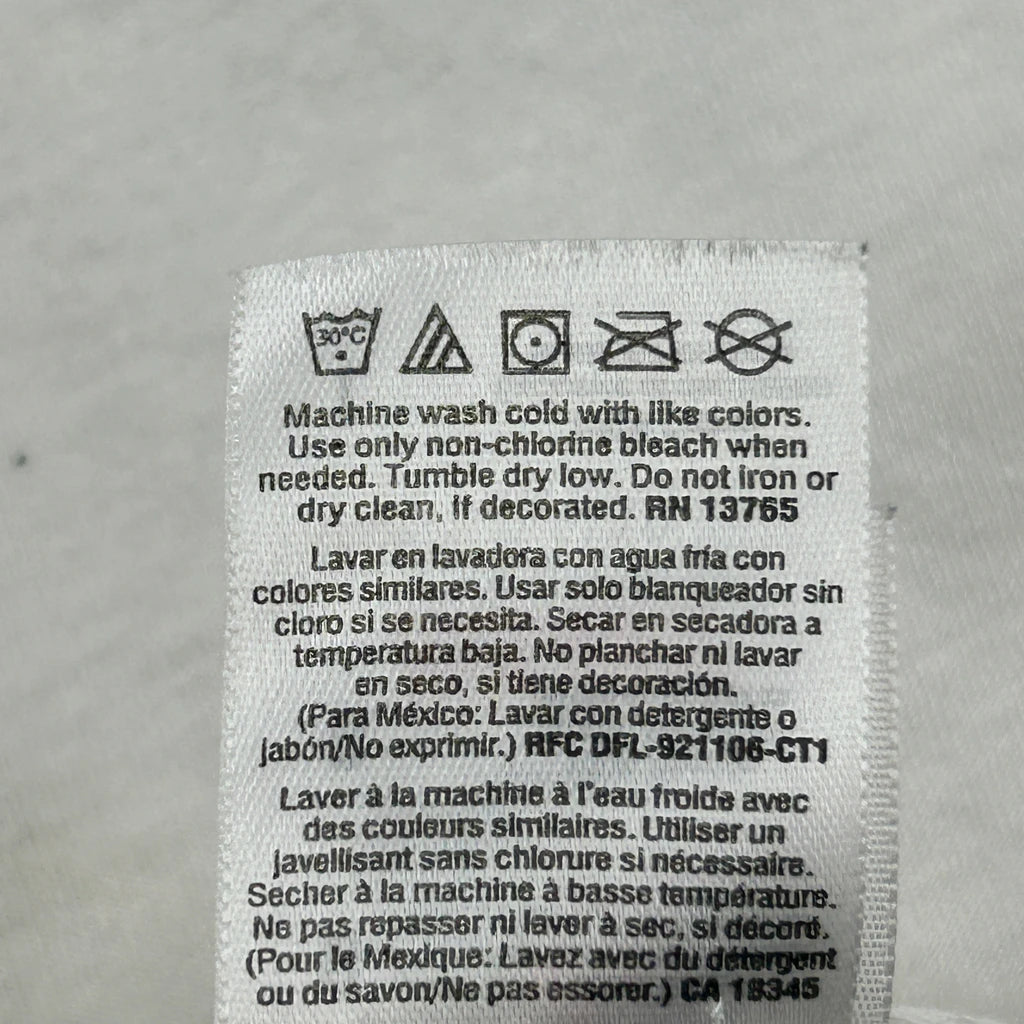 30°C
Machine wash cold with like colors.
Use only non-chlorine bleach when
needed. Tumble dry low. Do not iron or
dry clean, if decorated. RN 13765
Lavar en lavadora con agua fría con
colores similares. Usar solo blanqueador sin
cloro si se necesita. Secar en secadora a
temperatura baja. No planchar ni lavar
en seco, si tiene decoración.
(Para México: Lavar con detergente o
jabón/No exprimir.) RFC DFL-921106-CT1
Laver à la machine à l'eau froide avec
des couleurs similaires. Utiliser un
javellisant sans chlorure si nécessaire.
Secher à la machine à basse température.
Ne pas repasser ni laver à sec, si décoré.
(Pour le Mexique: Lavez avec du détergent
ou du savon/Ne pas essorer.) CA 18345